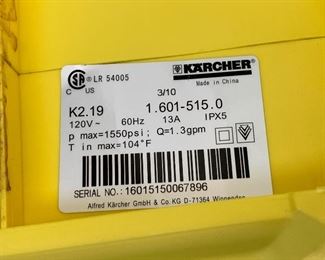 ® LR 54005
C US
3/10
KÄRCHER
Made in China
K2.19 1.601-515.0
120V~ 60Hz 13A IPX5
p max=1550psi; Q=1.3gpm
T in max=104°F
SERIAL NO.: 16015150067896
Alfred Kärcher GmbH & Co. KG D-71364 Winnenden